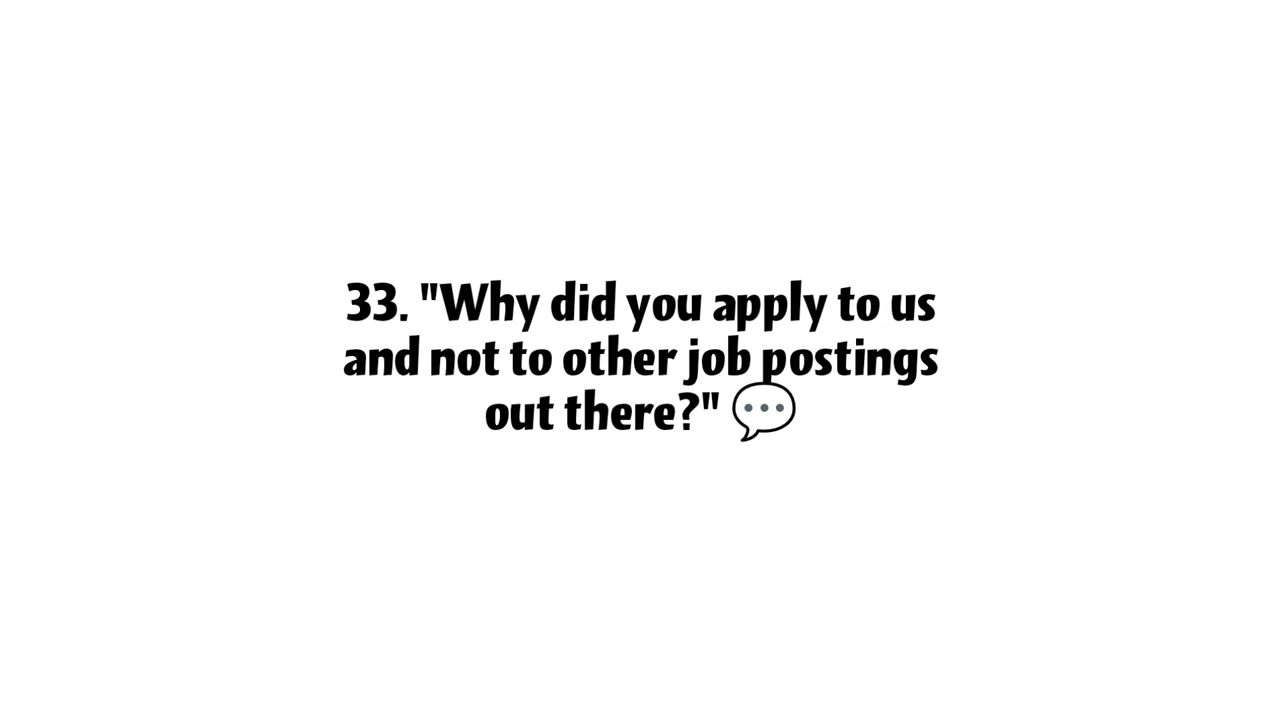 33. "Why did you apply to us
and not to other job postings
out there?" 💬